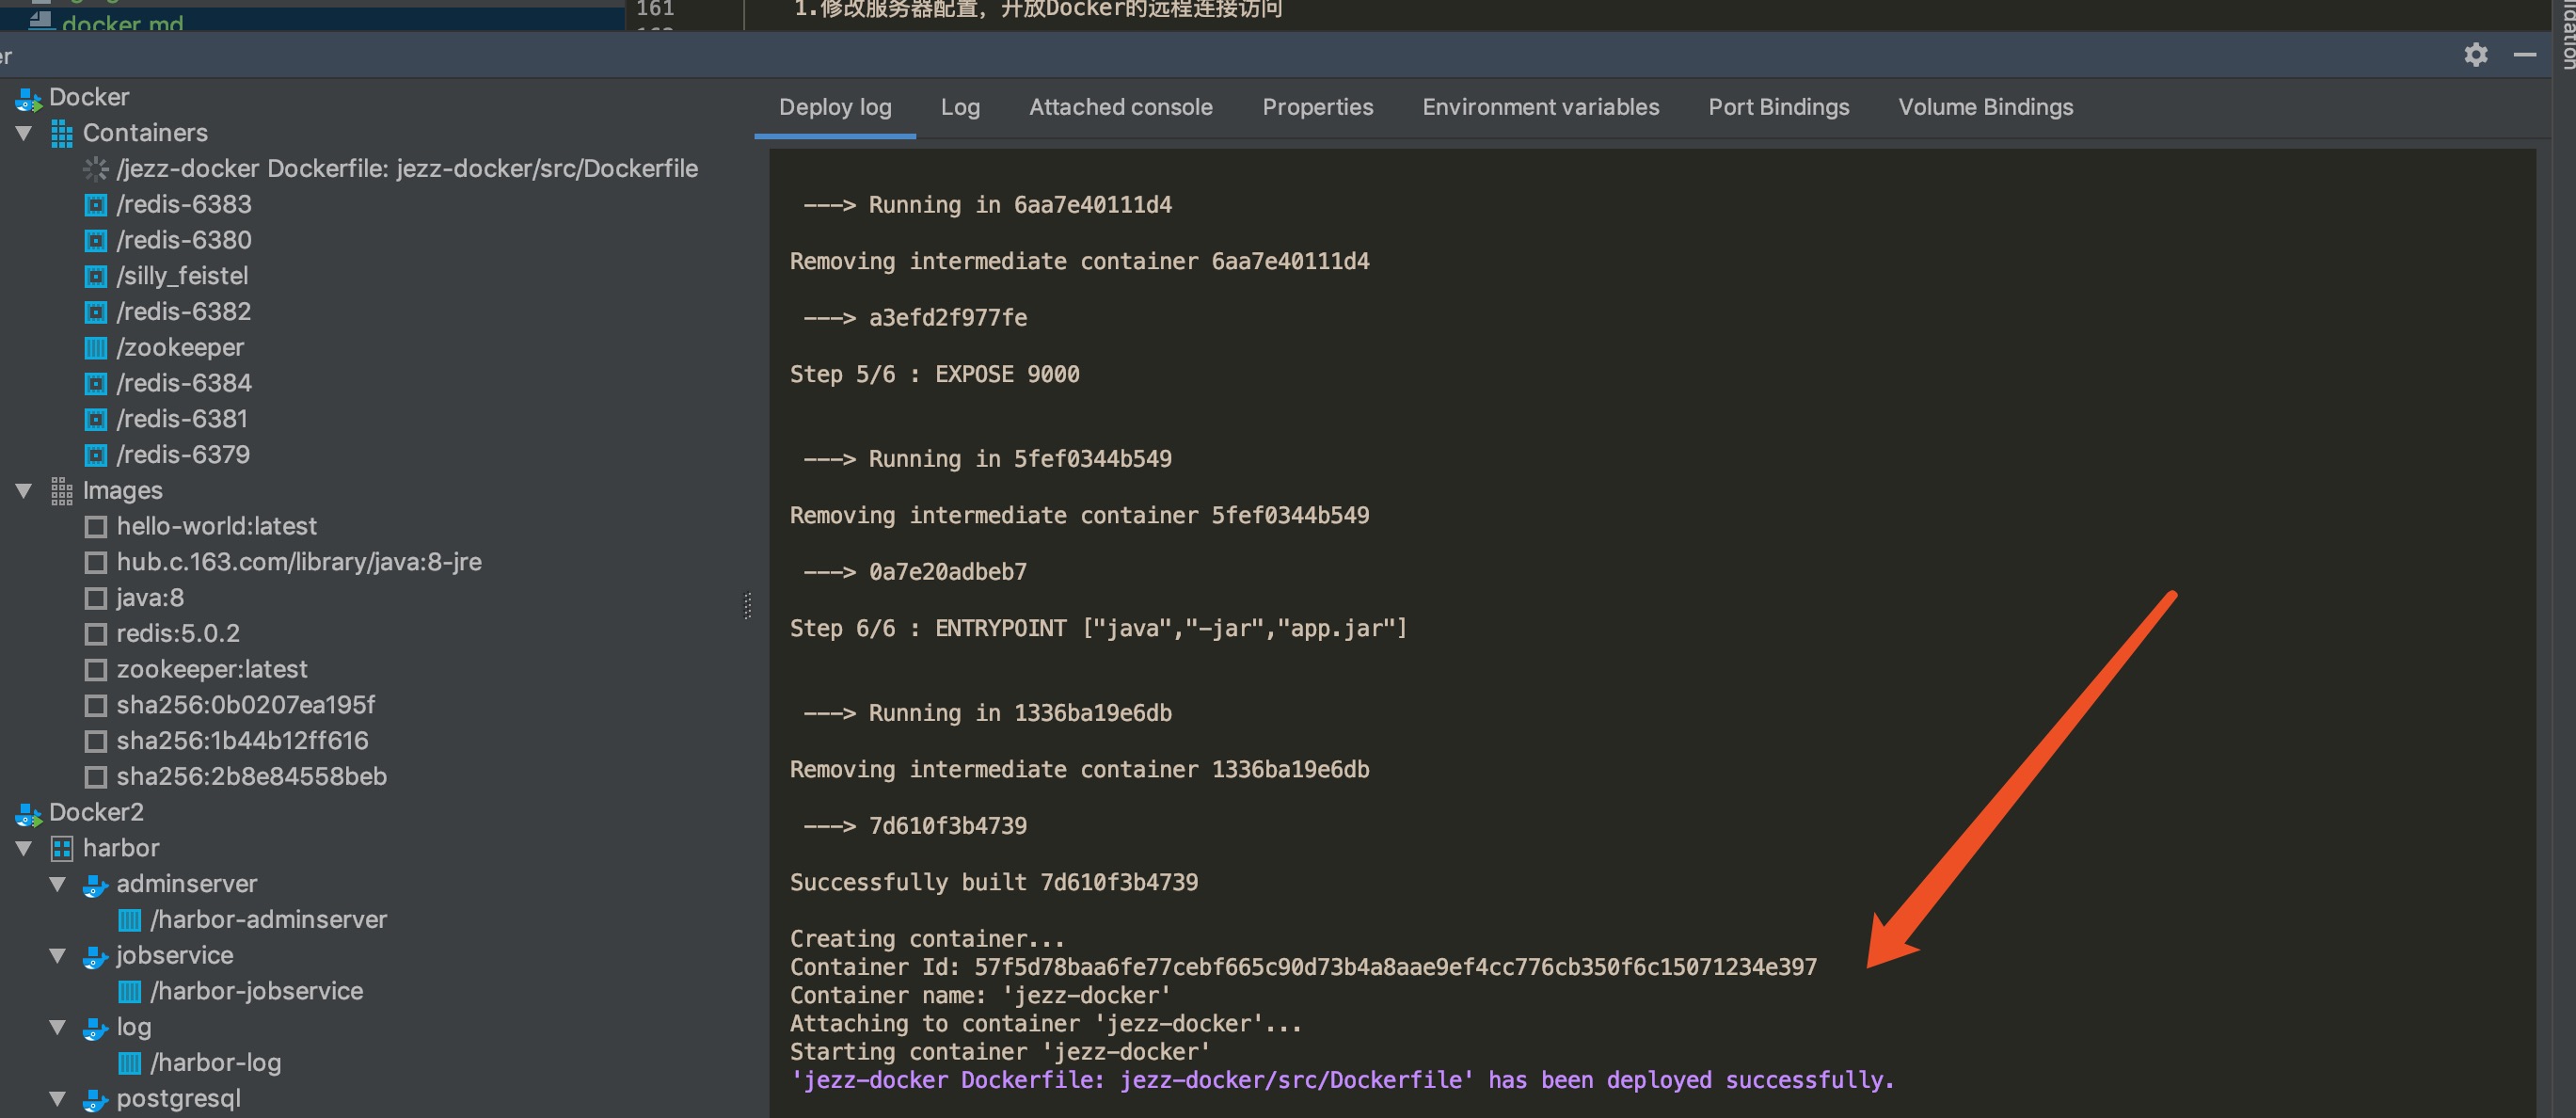 docker.md
161
1.修改服务器配置，开放Docker的远程连接访问
er
Docker
Containers
/jezz-docker Dockerfile: jezz-docker/src/Dockerfile
/redis-6383
/redis-6380
/silly_feistel
/redis-6382
/zookeeper
/redis-6384
/redis-6381
/redis-6379
Images
hello-world:latest
hub.c.163.com/library/java:8-jre
java:8
redis:5.0.2
zookeeper:latest
sha256:0b0207ea195f
sha256:1b44b12ff616
sha256:2b8e84558beb
Docker2
harbor
adminserver
/harbor-adminserver
jobservice
/harbor-jobservice
log
/harbor-log
postgresql
Deploy log Log Attached console Properties Environment variables Port Bindings Volume Bindings
---> Running in 6aa7e40111d4
Removing intermediate container 6aa7e40111d4
---> a3efd2f977fe
Step 5/6 : EXPOSE 9000
---> Running in 5fef0344b549
Removing intermediate container 5fef0344b549
---> 0a7e20adbeb7
Step 6/6 : ENTRYPOINT ["java","-jar","app.jar"]
---> Running in 1336ba19e6db
Removing intermediate container 1336ba19e6db
---> 7d610f3b4739
Successfully built 7d610f3b4739
Creating container...
Container Id: 57f5d78baa6fe77cebf665c90d73b4a8aae9ef4cc776cb350f6c15071234e397
Container name: 'jezz-docker'
Attaching to container 'jezz-docker'...
Starting container 'jezz-docker'
'jezz-docker Dockerfile: jezz-docker/src/Dockerfile' has been deployed successfully.